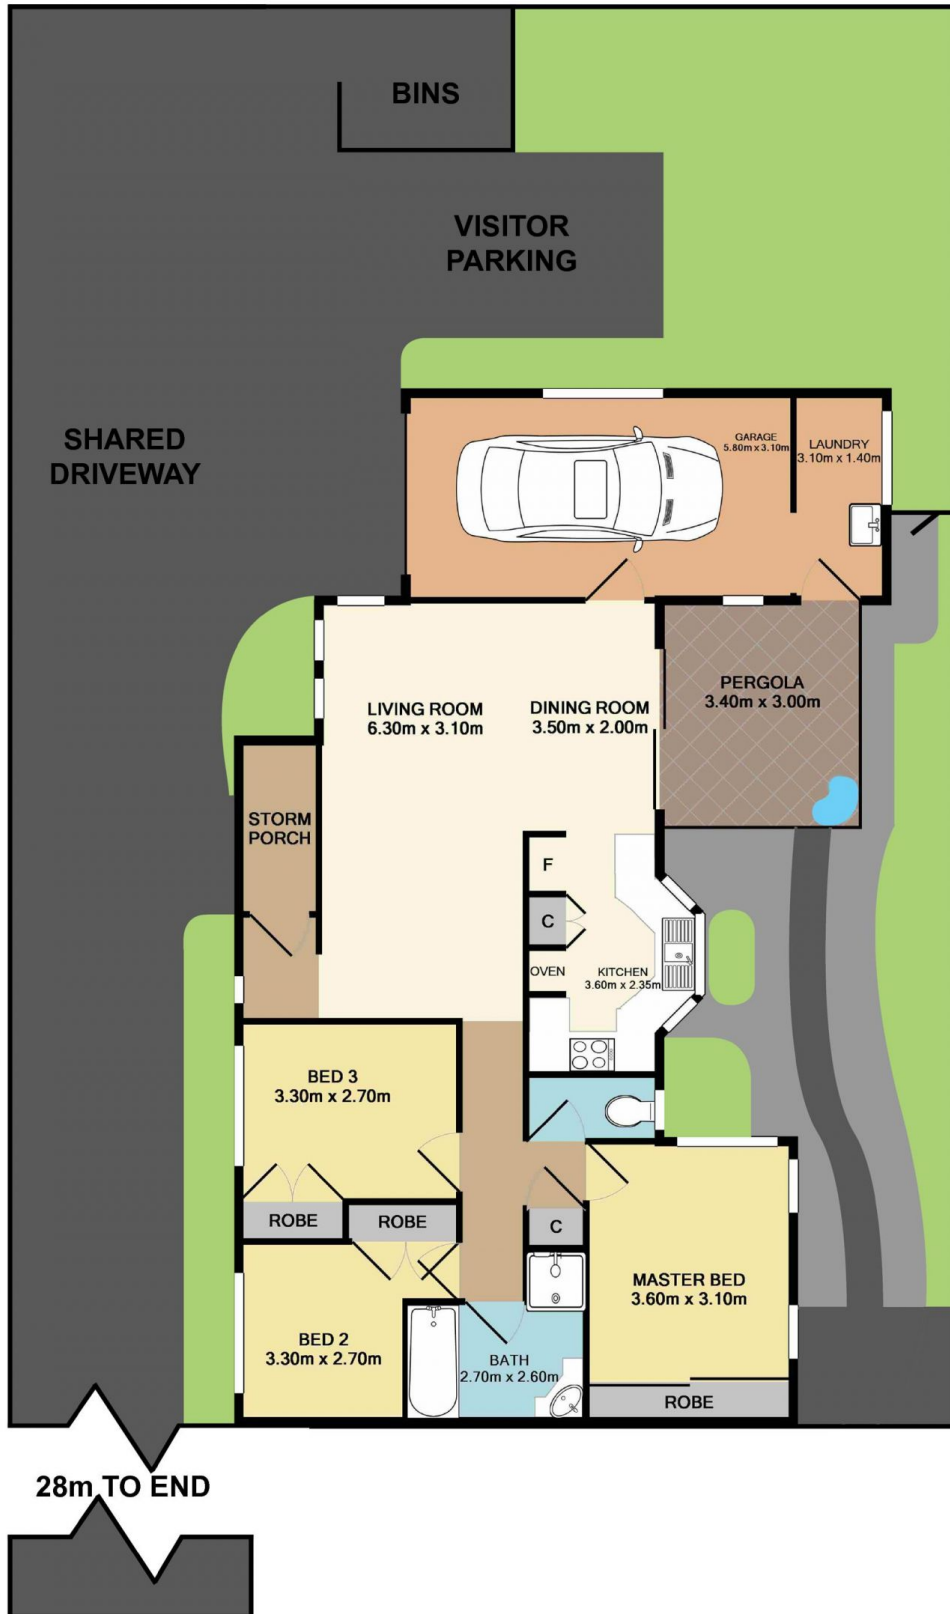 BINS
VISITOR
PARKING
SHARED
DRIVEWAY
GARAGE
5.80m x 3.10m
LAUNDRY
3.10m x 1.40m
LIVING ROOM
6.30m x 3.10m
DINING ROOM
3.50m x 2.00m
PERGOLA
3.40m x 3.00m
STORM
PORCH
F
C
OVEN
KITCHEN
3.60m x 2.35m
BED 3
3.30m x 2.70m
ROBE
ROBE
C
MASTER BED
3.60m x 3.10m
BED 2
3.30m x 2.70m
BATH
2.70m x 2.60m
ROBE
28m TO END